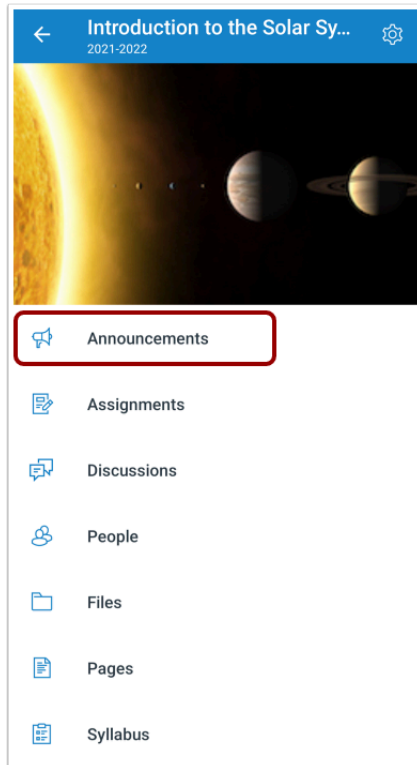 Introduction to the Solar Sy...
2021-2022
Announcements
Assignments
Discussions
People
Files
Pages
Syllabus